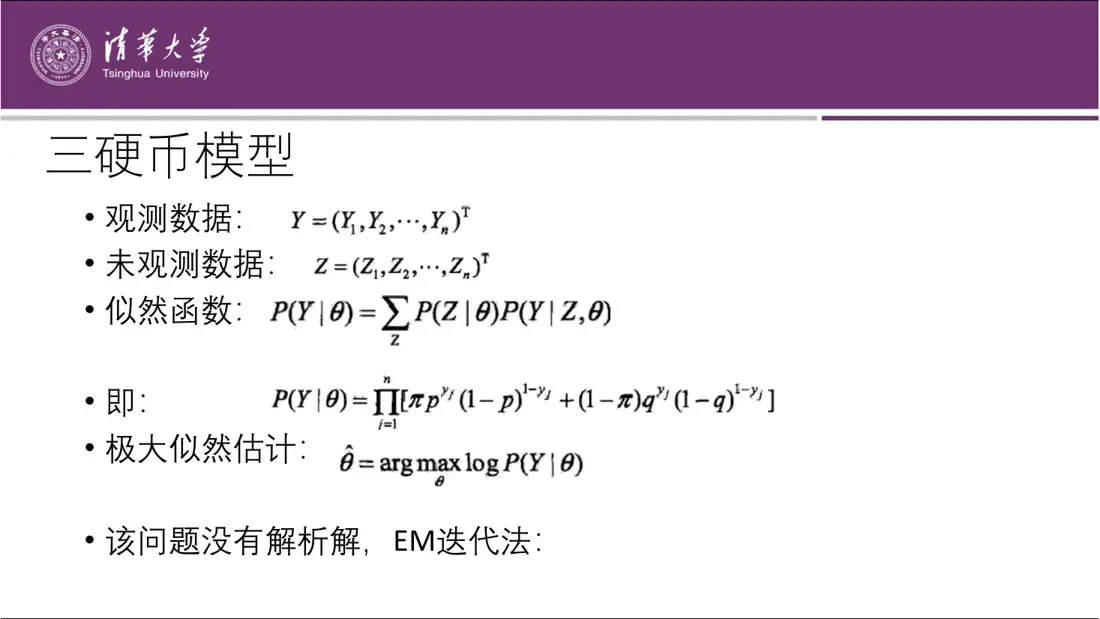 清华大学
Tsinghua University
三硬币模型
• 观测数据： Y = (Y₁, Y₂, ⋯, Yₙ)ᵀ
• 未观测数据： Z = (Z₁, Z₂, ⋯, Zₙ)ᵀ
• 似然函数： P(Y | θ) = ∑_Z P(Z | θ)P(Y | Z, θ)
• 即： P(Y | θ) = ∏_{j=1}^{n} [π p^{y_j} (1 − p)^{1−y_j} + (1 − π) q^{y_j} (1 − q)^{1−y_j}]
• 极大似然估计： θ̂ = arg max_θ log P(Y | θ)
• 该问题没有解析解，EM迭代法：